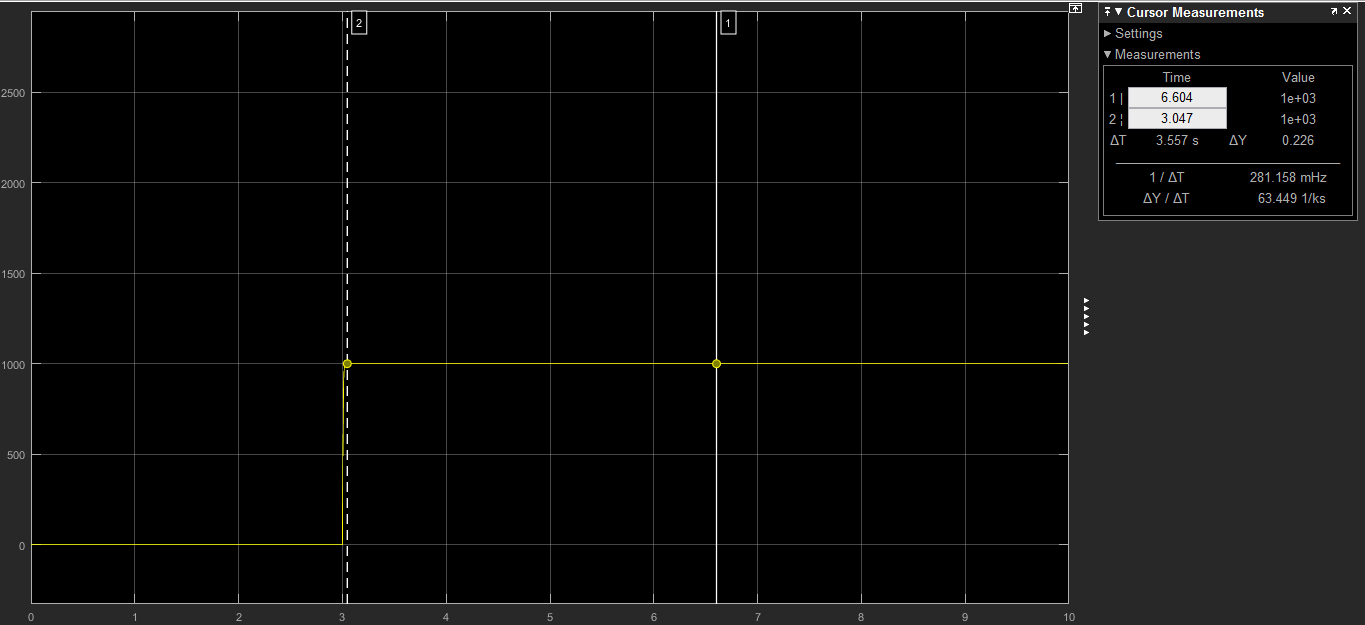 2
1
2500
2000
1500
1000
500
0
0 1 2 3 4 5 6 7 8 9 10
Cursor Measurements
Settings
Measurements
Time Value
1 6.604 1e+03
2 3.047 1e+03
ΔT 3.557 s ΔY 0.226
1 / ΔT 281.158 mHz
ΔY / ΔT 63.449 1/ks